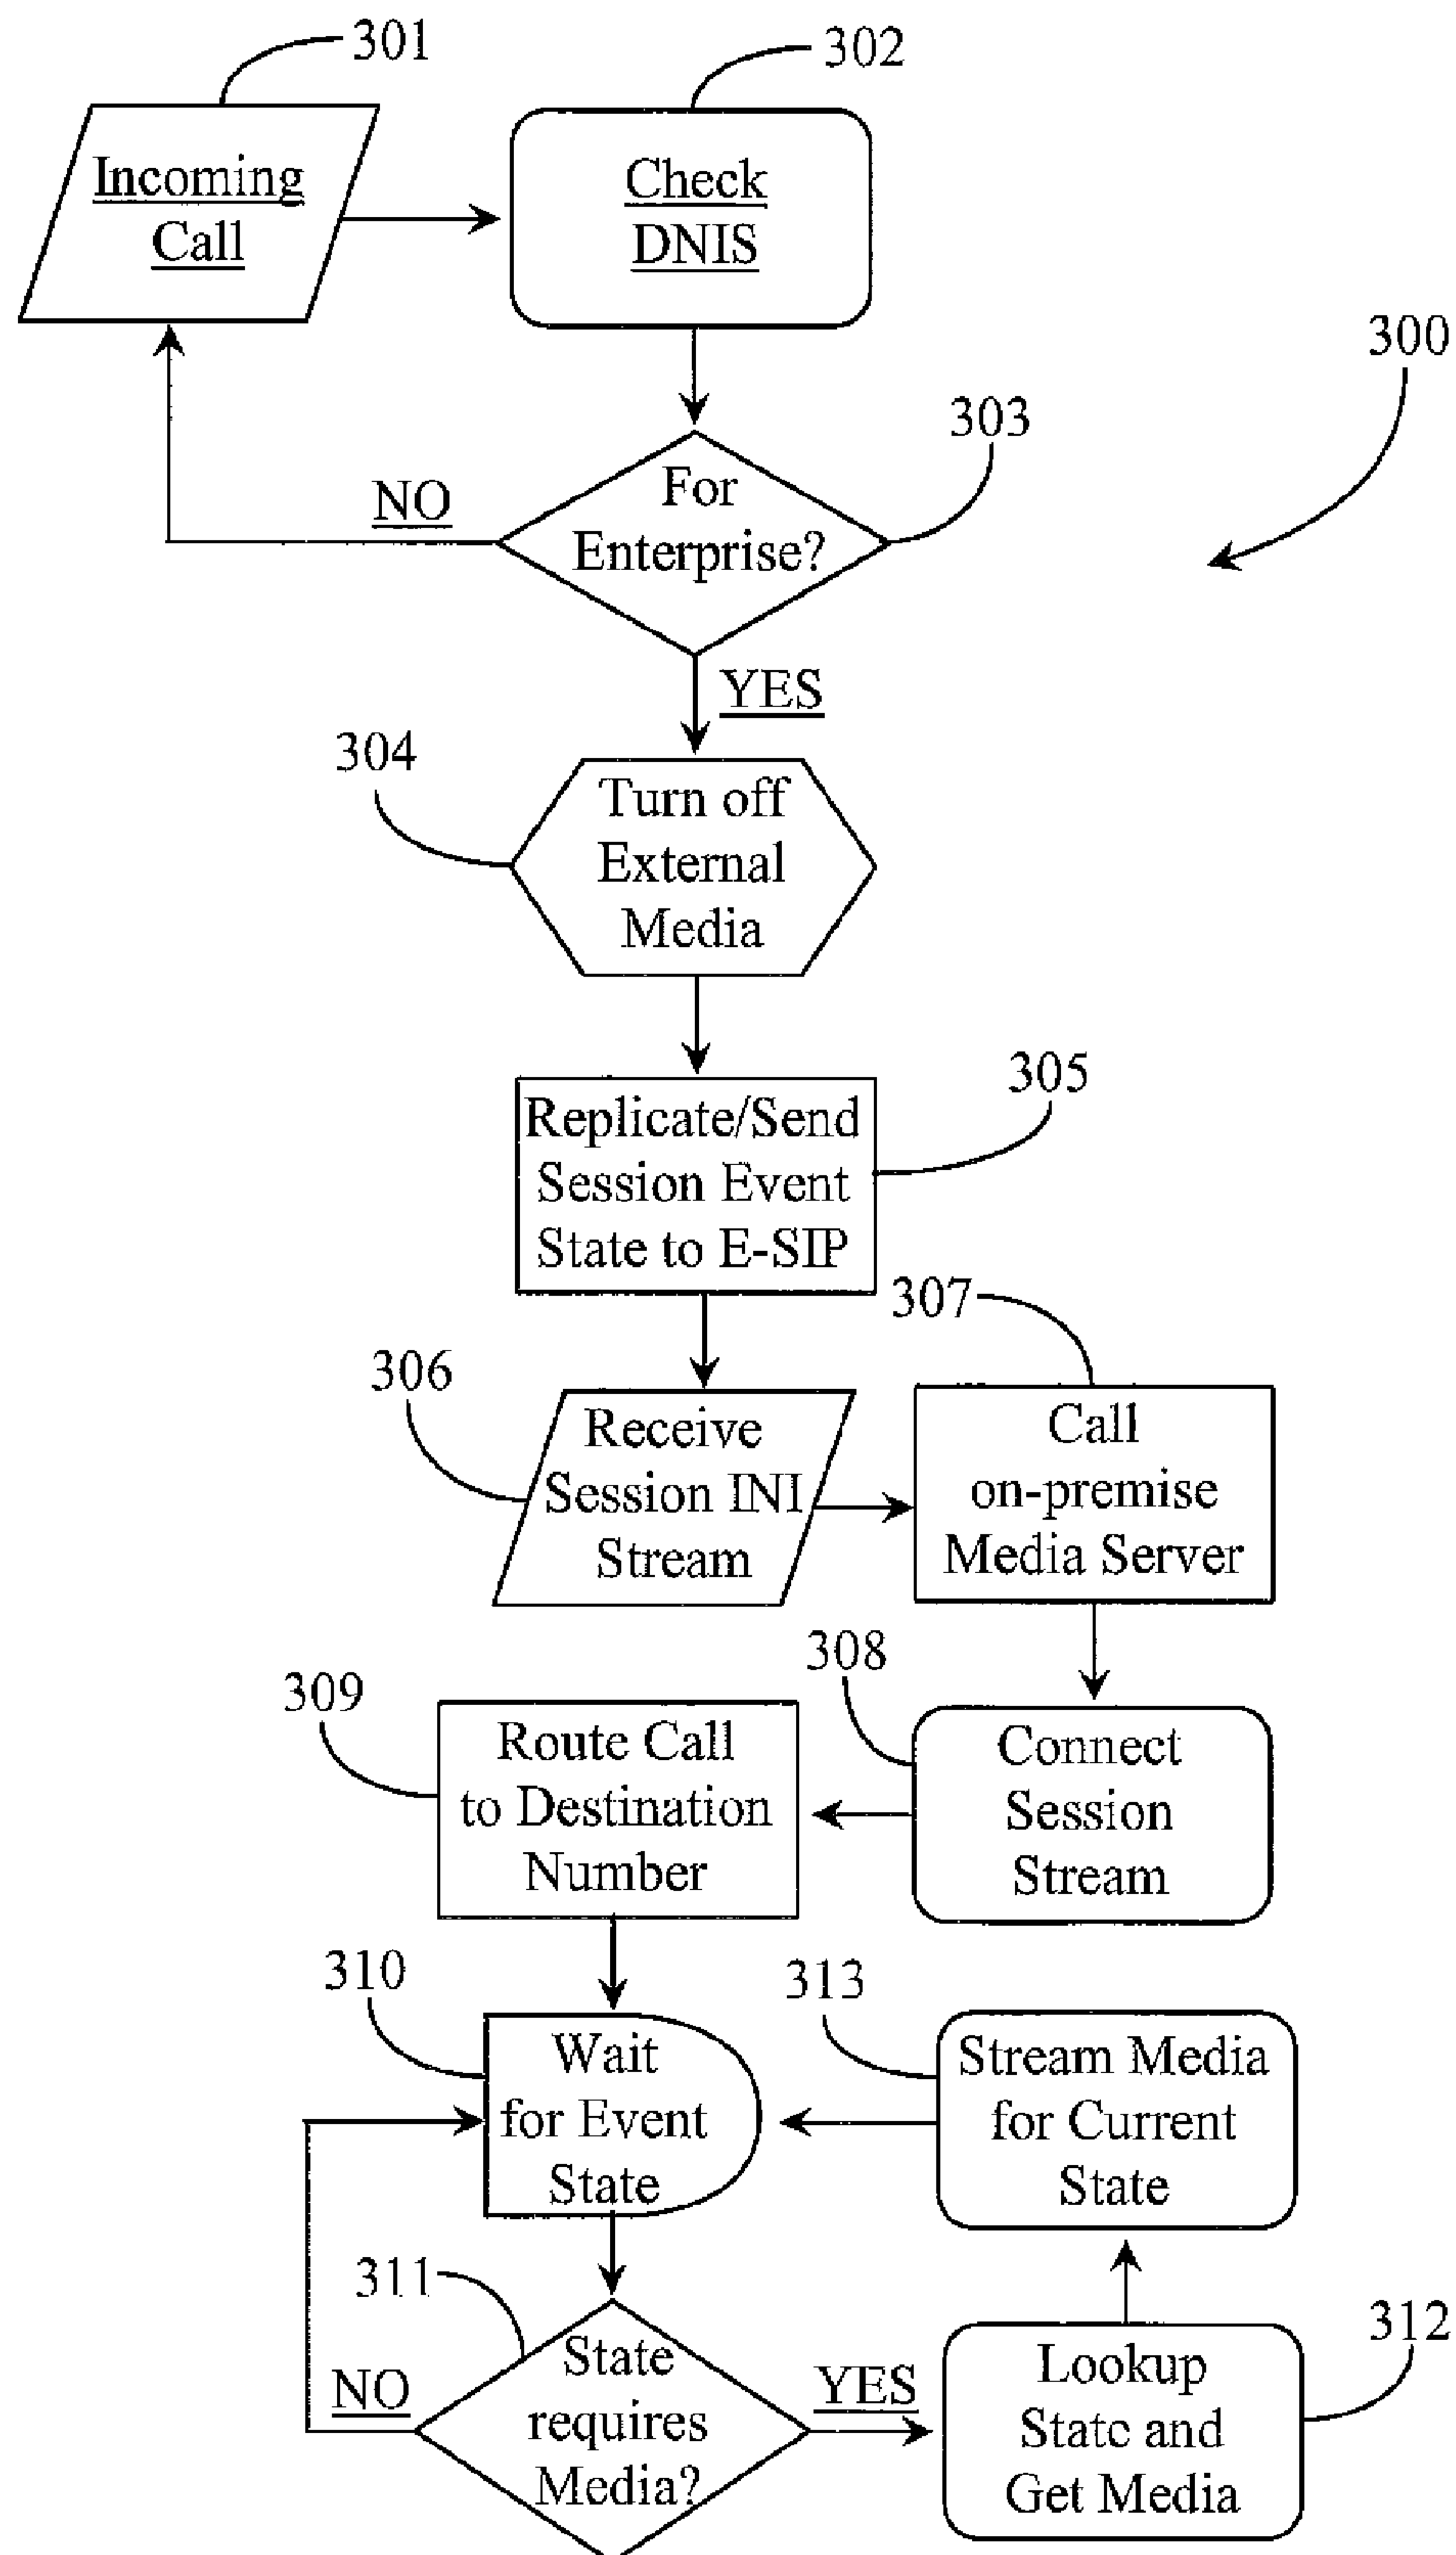 301
302
Incoming
Call
Check
DNIS
300
303
For
Enterprise?
NO
YES
304
Turn off
External
Media
305
Replicate/Send
Session Event
State to E-SIP
307
306
Receive
Session INI
Stream
Call
on-premise
Media Server
308
309
Route Call
to Destination
Number
Connect
Session
Stream
310
313
Wait
for Event
State
Stream Media
for Current
State
311
312
State
requires
Media?
NO
YES
Lookup
State and
Get Media